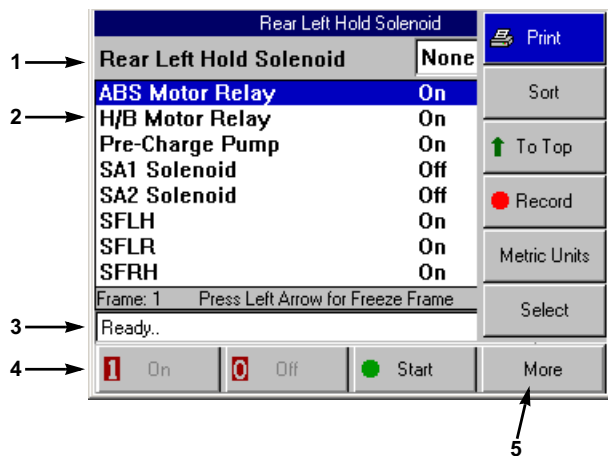 Rear Left Hold Solenoid
Print
1
Rear Left Hold Solenoid None
ABS Motor Relay On
Sort
2
H/B Motor Relay On
Pre-Charge Pump On
To Top
SA1 Solenoid Off
SA2 Solenoid Off
Record
SFLH On
SFLR On
Metric Units
SFRH On
Frame: 1 Press Left Arrow for Freeze Frame
Select
3
Ready..
4
1 On 0 Off Start More
5